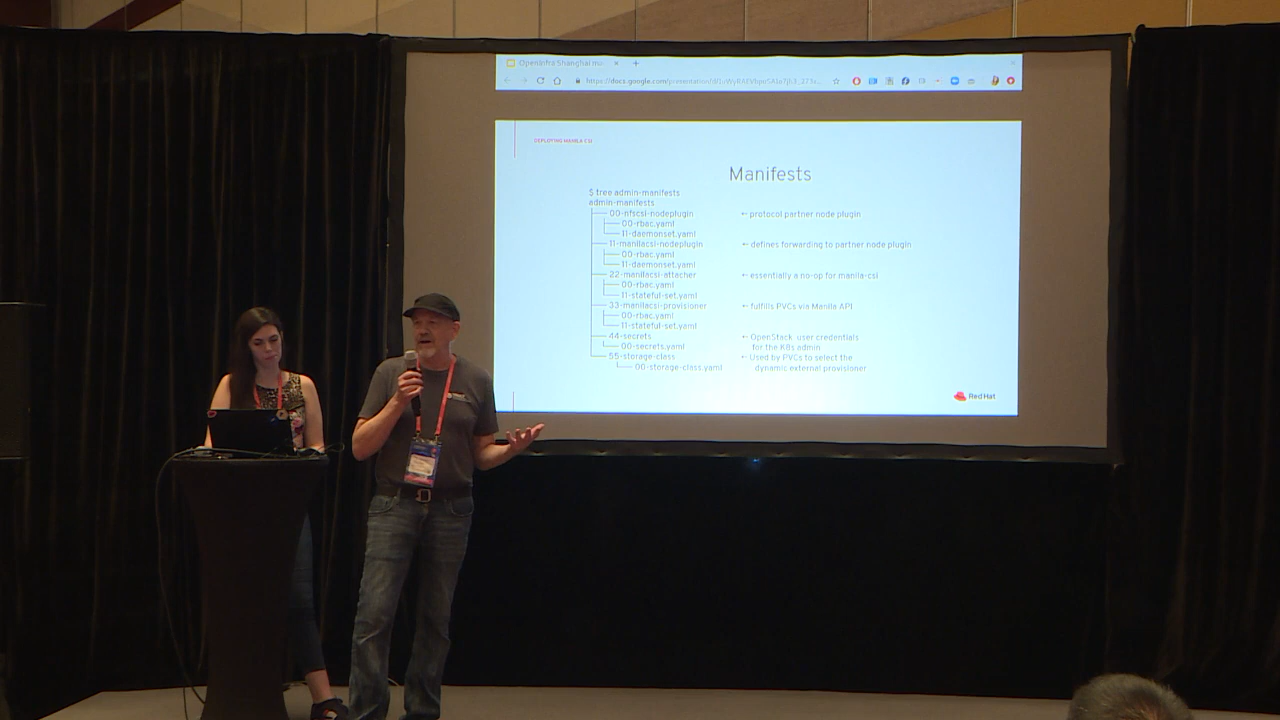 OpenInfra Shanghai
DEPLOYING MANILA CSI
Manifests
$ tree admin-manifests
admin-manifests
00-nfscsi-nodeplugin ← protocol partner node plugin
00-rbac.yaml
11-daemonset.yaml
11-manilacsi-nodeplugin ← defines forwarding to partner node plugin
00-rbac.yaml
11-daemonset.yaml
22-manilacsi-attacher ← essentially a no-op for manila-csi
00-rbac.yaml
11-stateful-set.yaml
33-manilacsi-provisioner ← fulfills PVCs via Manila API
00-rbac.yaml
11-stateful-set.yaml
44-secrets ← OpenStack user credentials
00-secrets.yaml for the K8s admin
55-storage-class ← Used by PVCs to select the
00-storage-class.yaml dynamic external provisioner
Red Hat